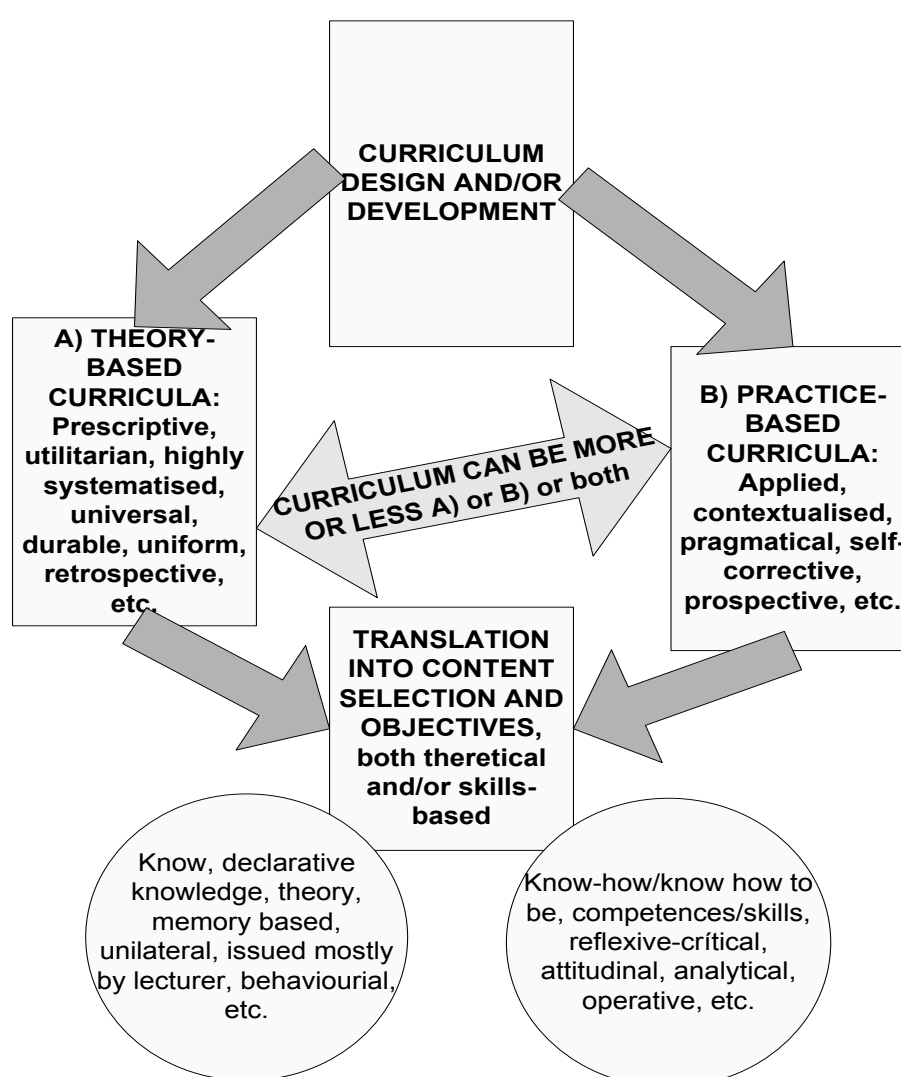 CURRICULUM
DESIGN AND/OR
DEVELOPMENT
A) THEORY-
BASED
CURRICULA:
Prescriptive,
utilitarian, highly
systematised,
universal,
durable, uniform,
retrospective,
etc.
CURRICULUM CAN BE MORE
OR LESS A) or B) or both
B) PRACTICE-
BASED
CURRICULA:
Applied,
contextualised,
pragmatical, self-
corrective,
prospective, etc.
TRANSLATION
INTO CONTENT
SELECTION AND
OBJECTIVES,
both theretical
and/or skills-
based
Know, declarative
knowledge, theory,
memory based,
unilateral, issued mostly
by lecturer, behaviourial,
etc.
Know-how/know how to
be, competences/skills,
reflexive-crítical,
attitudinal, analytical,
operative, etc.